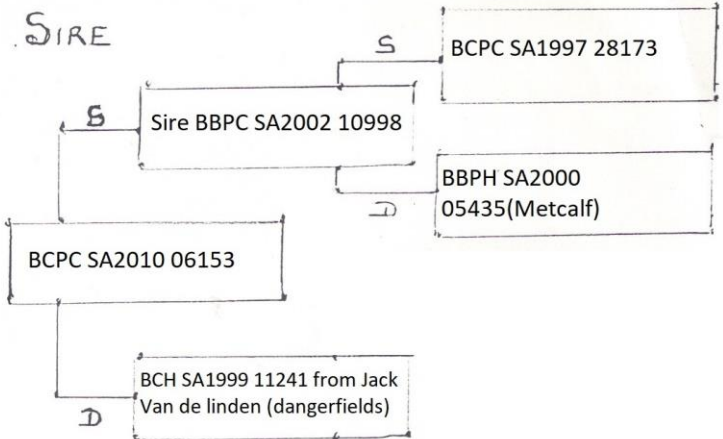 SIRE
S
BCPC SA1997 28173
S
Sire BBPC SA2002 10998
D
BBPH SA2000
05435(Metcalf)
BCPC SA2010 06153
D
BCH SA1999 11241 from Jack
Van de linden (dangerfields)